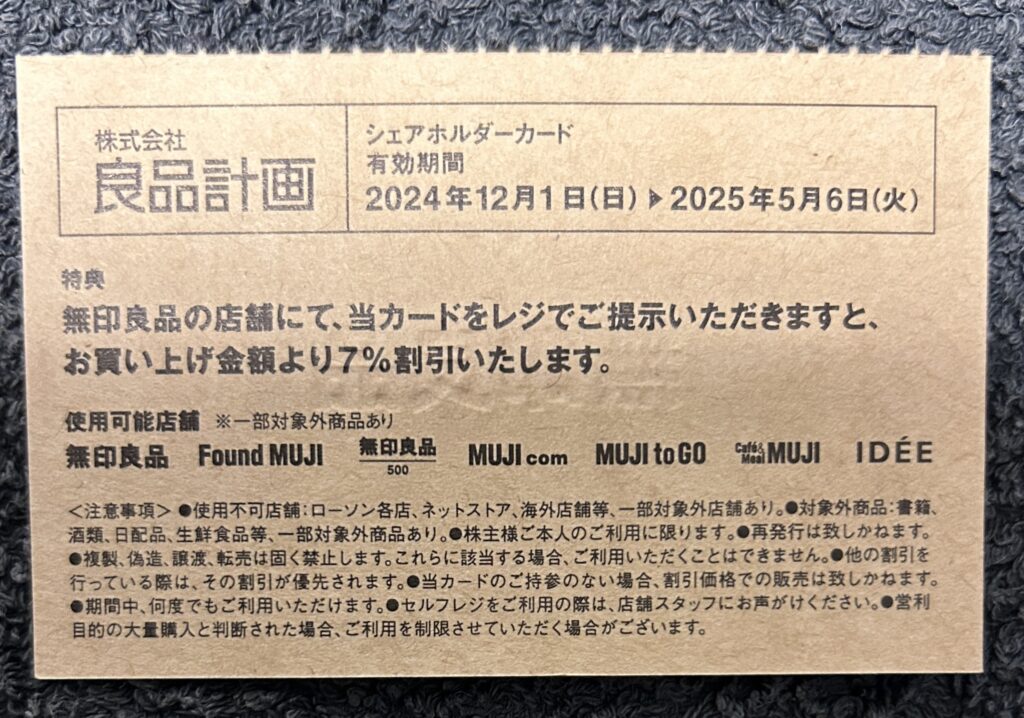 株式会社
良品計画
シェアホルダーカード
有効期間
2024年12月1日(日)▶2025年5月6日(火)
特典
無印良品の店舗にて、当カードをレジでご提示いただきますと、
お買い上げ金額より7%割引いたします。
使用可能店舗 ※一部対象外商品あり
無印良品 Found MUJI 無印良品 500 MUJI com MUJI to GO Café&Meal MUJI IDÉE
<注意事項>●使用不可店舗:ローソン各店、ネットストア、海外店舗等、一部対象外店舗あり。●対象外商品:書籍、
酒類、日配品、生鮮食品等、一部対象外商品あり。●株主様ご本人のご利用に限ります。●再発行は致しかねます。
●複製、偽造、譲渡、転売は固く禁止します。これらに該当する場合、ご利用いただくことはできません。●他の割引を
行っている際は、その割引が優先されます。●当カードのご持参のない場合、割引価格での販売は致しかねます。
●期間中、何度でもご利用いただけます。●セルフレジをご利用の際は、店舗スタッフにお声がけください。●営利
目的の大量購入と判断された場合、ご利用を制限させていただく場合がございます。